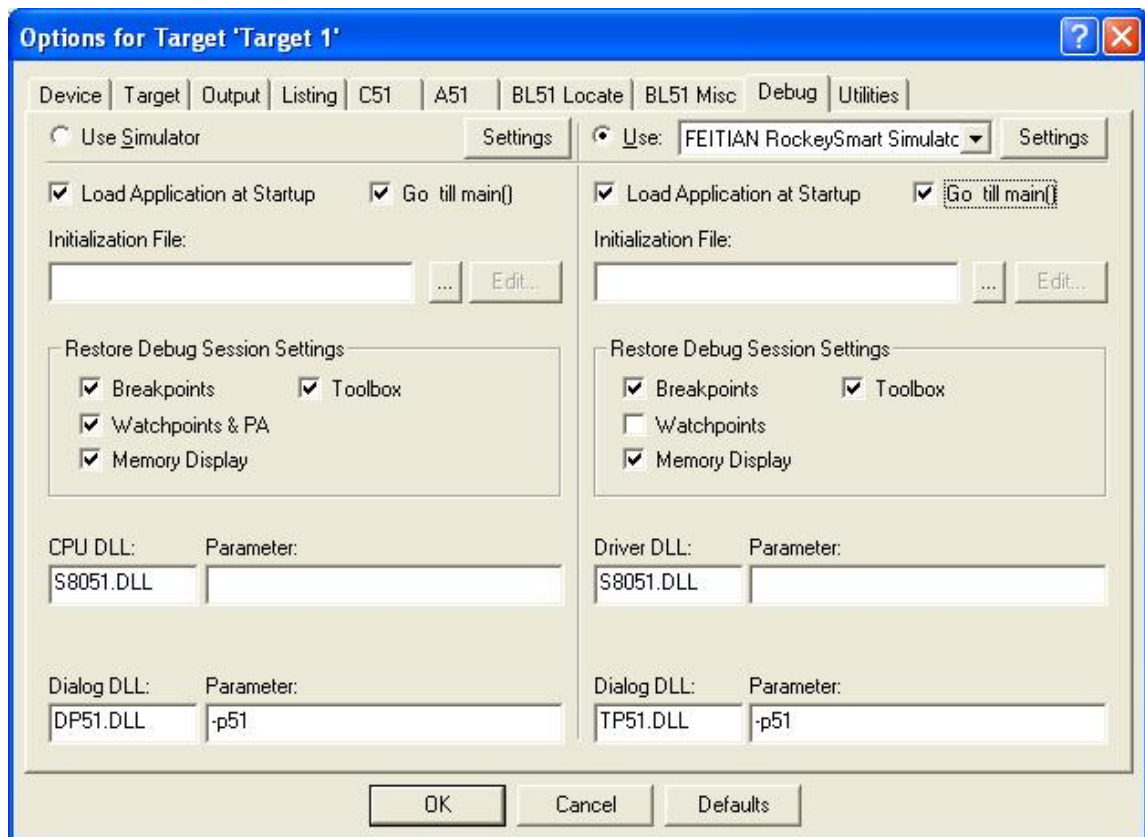 Options for Target 'Target 1'
Device Target Output Listing C51 A51 BL51 Locate BL51 Misc Debug Utilities
Use Simulator Settings Use: FEITIAN RockeySmart Simulatc Settings
Load Application at Startup Go till main() Load Application at Startup Go till main()
Initialization File: Initialization File:
... Edit... ... Edit...
Restore Debug Session Settings Restore Debug Session Settings
Breakpoints Toolbox Breakpoints Toolbox
Watchpoints & PA Watchpoints
Memory Display Memory Display
CPU DLL: Parameter: Driver DLL: Parameter:
S8051.DLL S8051.DLL
Dialog DLL: Parameter: Dialog DLL: Parameter:
DP51.DLL -p51 TP51.DLL -p51
OK Cancel Defaults